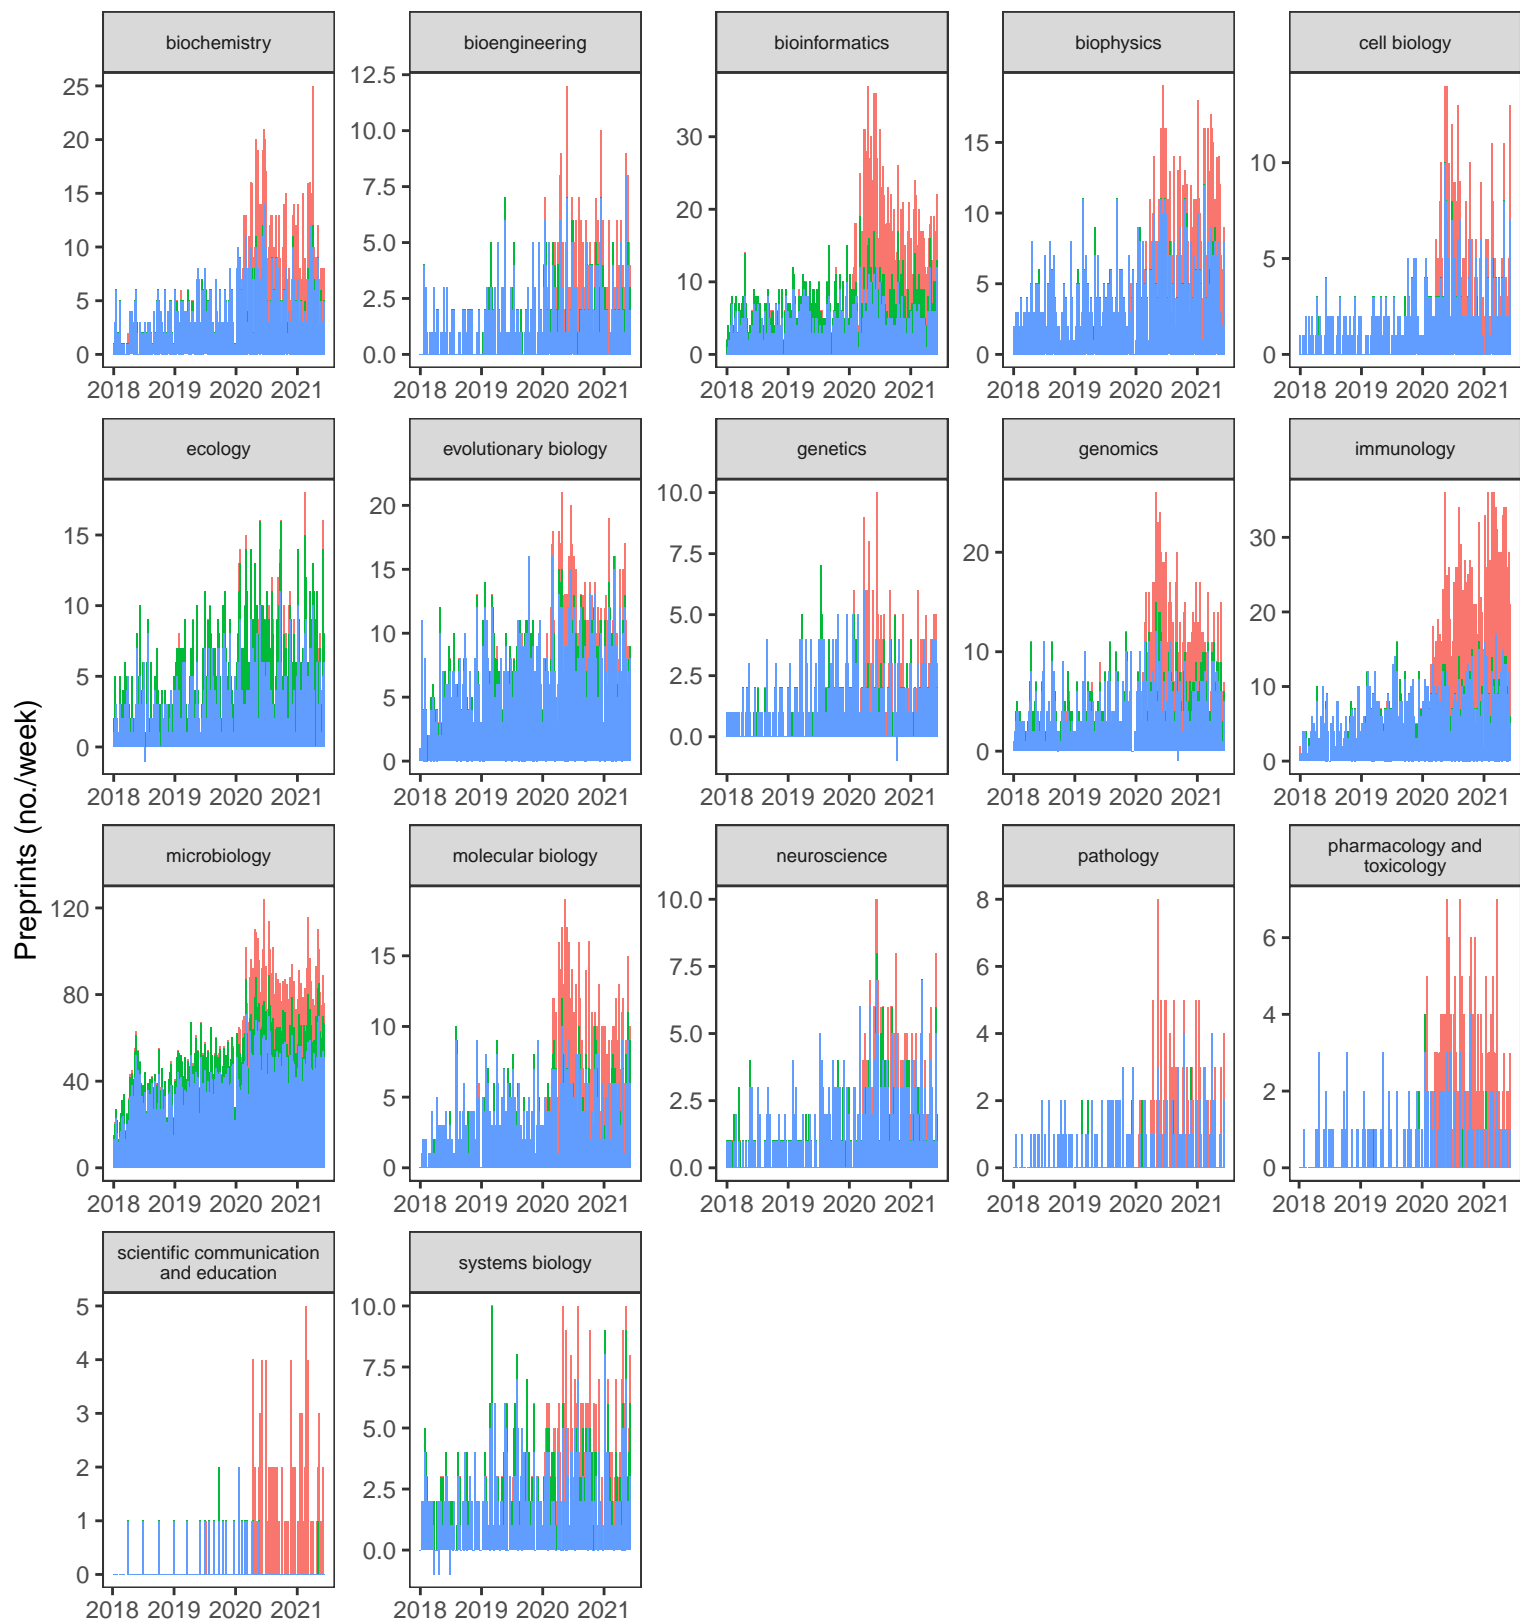 Preprints (no./week)
biochemistry
25
20
15
10
5
0
2018 2019 2020 2021
bioengineering
12.5
10.0
7.5
5.0
2.5
0.0
2018 2019 2020 2021
bioinformatics
30
20
10
0
2018 2019 2020 2021
biophysics
15
10
5
0
2018 2019 2020 2021
cell biology
10
5
0
2018 2019 2020 2021
ecology
15
10
5
0
2018 2019 2020 2021
evolutionary biology
20
15
10
5
0
2018 2019 2020 2021
genetics
10.0
7.5
5.0
2.5
0.0
2018 2019 2020 2021
genomics
20
10
0
2018 2019 2020 2021
immunology
30
20
10
0
2018 2019 2020 2021
microbiology
120
80
40
0
2018 2019 2020 2021
molecular biology
15
10
5
0
2018 2019 2020 2021
neuroscience
10.0
7.5
5.0
2.5
0.0
2018 2019 2020 2021
pathology
8
6
4
2
0
2018 2019 2020 2021
pharmacology and
toxicology
6
4
2
0
2018 2019 2020 2021
scientific communication
and education
5
4
3
2
1
0
2018 2019 2020 2021
systems biology
10.0
7.5
5.0
2.5
0.0
2018 2019 2020 2021